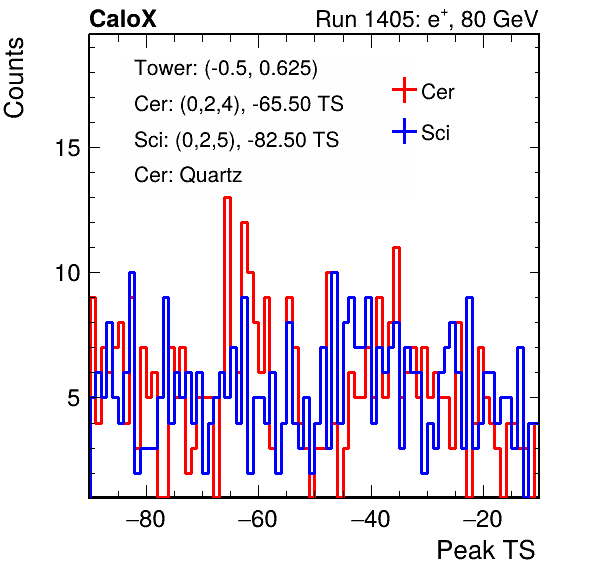 CaloX Run 1405: e⁺, 80 GeV
Counts
Tower: (-0.5, 0.625)
Cer: (0,2,4), -65.50 TS
Sci: (0,2,5), -82.50 TS
Cer: Quartz
Cer
Sci
15
10
5
−80 −60 −40 −20
Peak TS